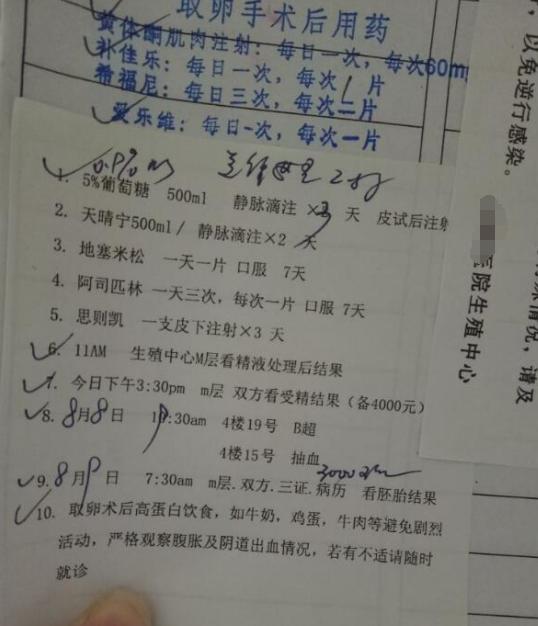 取卵手术后用药
黄体酮肌肉注射：每日一次，每次60m
补佳乐：每日一次，每次1片
希福尼：每日三次，每次二片
爱乐维：每日一次，每次一片
，以免逆行感染。
医院生殖中心
情况，请及
0.9% NS
1. 5%葡萄糖 500ml 静脉滴注 ×3 天 皮试后注射
2. 天晴宁500ml/ 静脉滴注×2 天
3. 地塞米松 一天一片 口服 7天
4. 阿司匹林 一天三次，每次一片 口服 7天
5. 思则凯 一支皮下注射×3 天
6. 11AM 生殖中心M层看精液处理后结果
7. 今日下午3:30pm m层 双方看受精结果（备4000元）
8. 8月8日 :30am 4楼19号 B超
4楼15号 抽血
9. 8月9日 7:30am m层.双方.三证.病历 看胚胎结果
10. 取卵术后高蛋白饮食，如牛奶，鸡蛋，牛肉等避免剧烈
活动，严格观察腹胀及阴道出血情况，若有不适请随时
就诊